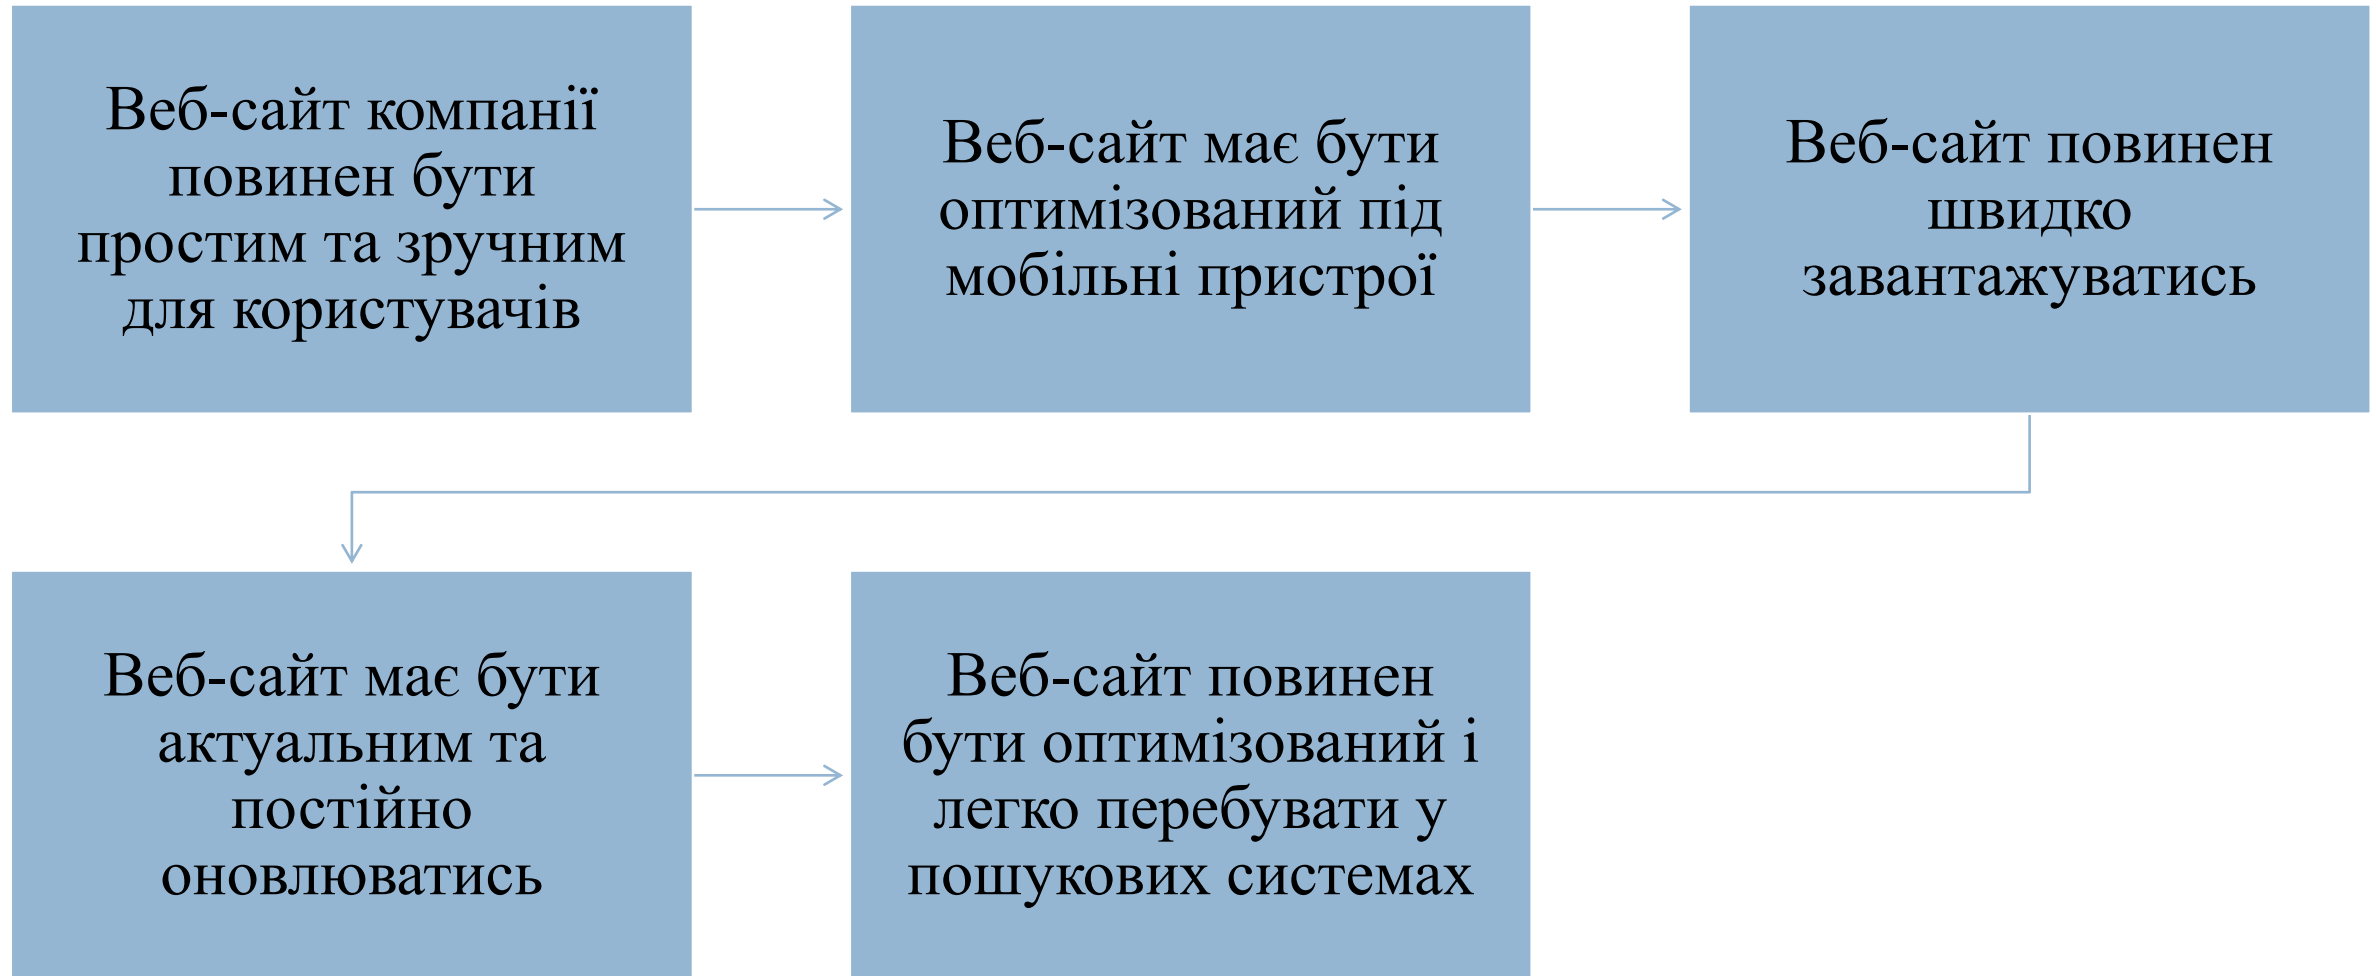 Веб-сайт компанії
повинен бути
простим та зручним
для користувачів
Веб-сайт має бути
оптимізований під
мобільні пристрої
Веб-сайт повинен
швидко
завантажуватись
Веб-сайт має бути
актуальним та
постійно
оновлюватись
Веб-сайт повинен
бути оптимізований і
легко перебувати у
пошукових системах